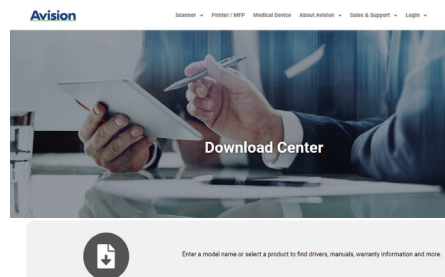 Avision
Scanner Printer / MFP Medical Device About Avision Sales & Support Login
Download Center
Enter a model name or select a product to find drivers, manuals, warranty information and more.